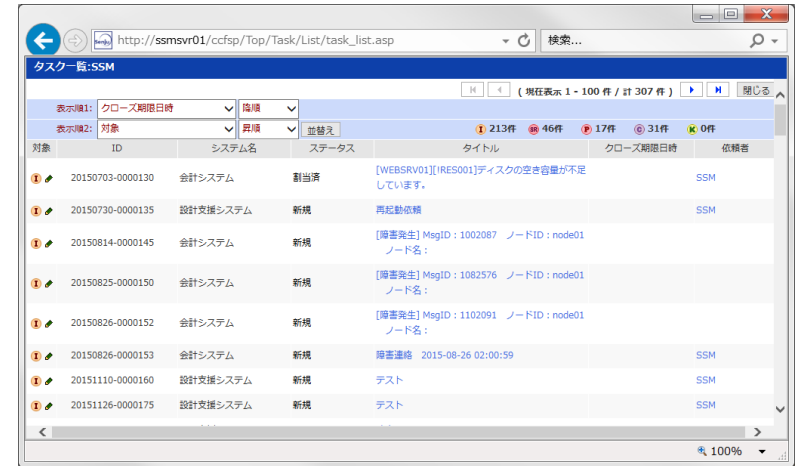 http://ssmsvr01/ccfsp/Top/Task/List/task_list.asp 検索...
タスク一覧:SSM
( 現在表示 1 - 100 件 / 計 307 件 ) 閉じる
表示順1: クローズ期限日時 降順
表示順2: 対象 昇順 並替え I 213件 SR 46件 P 17件 C 31件 K 0件
対象 ID システム名 ステータス タイトル クローズ期限日時 依頼者
I 20150703-0000130 会計システム 割当済 [WEBSRV01][!RES001]ディスクの空き容量が不足
しています。 SSM
I 20150730-0000135 設計支援システム 新規 再起動依頼 SSM
I 20150814-0000145 会計システム 新規 [障害発生] MsgID : 1002087 ノードID : node01
ノード名 :
I 20150825-0000150 会計システム 新規 [障害発生] MsgID : 1082576 ノードID : node01
ノード名 :
I 20150826-0000152 会計システム 新規 [障害発生] MsgID : 1102091 ノードID : node01
ノード名 :
I 20150826-0000153 会計システム 新規 障害連絡 2015-08-26 02:00:59 SSM
I 20151110-0000160 設計支援システム 新規 テスト SSM
I 20151126-0000175 設計支援システム 新規 テスト SSM
100%